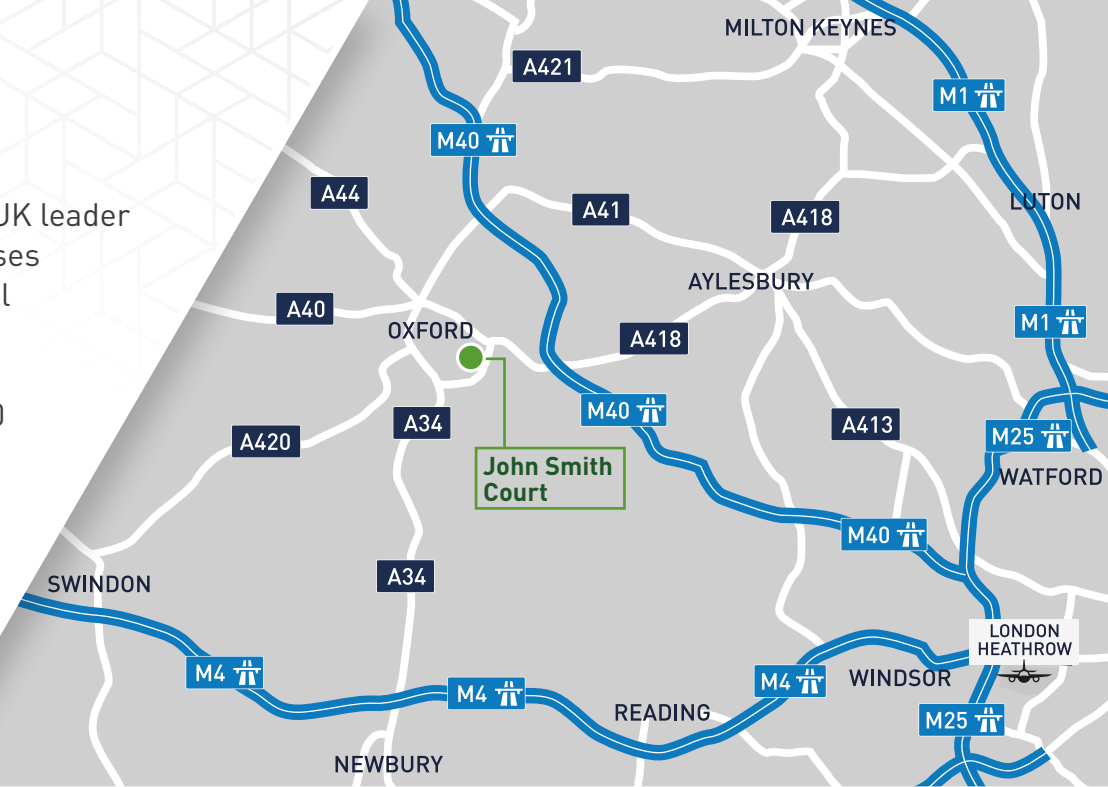 UK leader
MILTON KEYNES
A421
M1
M40
A44
A41
A418
LUTON
AYLESBURY
A40
OXFORD
A418
M1
M40
A34
A413
A420
M25
John Smith
Court
WATFORD
M40
A34
SWINDON
LONDON
HEATHROW
M4
M4
M4
WINDSOR
READING
M25
NEWBURY